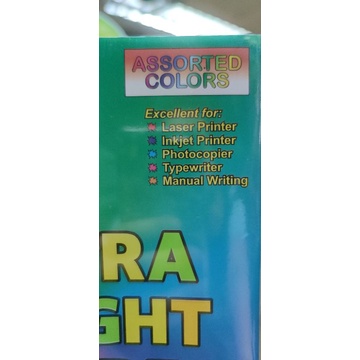 ASSORTED
COLORS
Excellent for:
Laser Printer
Inkjet Printer
Photocopier
Typewriter
Manual Writing
RA
GHT